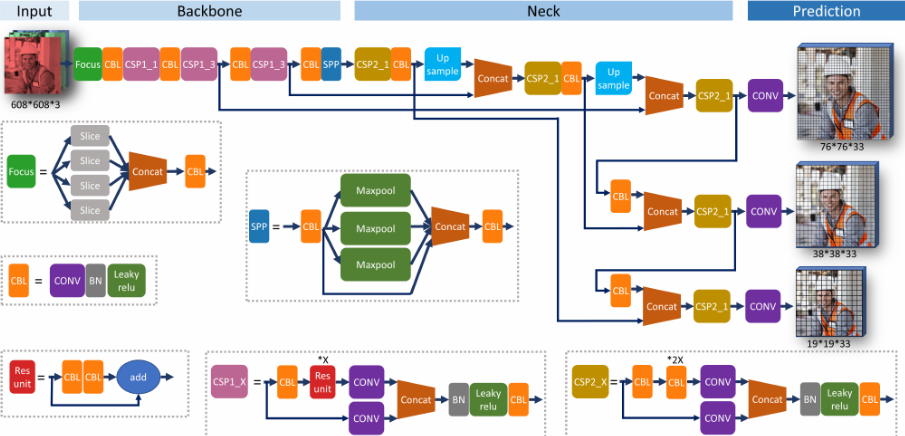 Input
Backbone
Neck
Prediction
Focus
CBL
CSP1_1
CBL
CSP1_3
CBL
CSP1_3
CBL
SPP
CSP2_1
CBL
Up
sample
Concat
CSP2_1
CBL
Up
sample
Concat
CSP2_1
CONV
608*608*3
76*76*33
Focus
=
Slice
Slice
Slice
Slice
Concat
CBL
SPP
=
CBL
Maxpool
Maxpool
Maxpool
Concat
CBL
CBL
Concat
CSP2_1
CONV
38*38*33
CBL
=
CONV
BN
Leaky
relu
CBL
Concat
CSP2_1
CONV
19*19*33
Res
unit
=
CBL
CBL
add
CSP1_X
=
CBL
*X
Res
unit
CONV
CONV
Concat
BN
Leaky
relu
CBL
CSP2_X
=
CBL
*2X
CBL
CONV
CONV
Concat
BN
Leaky
relu
CBL